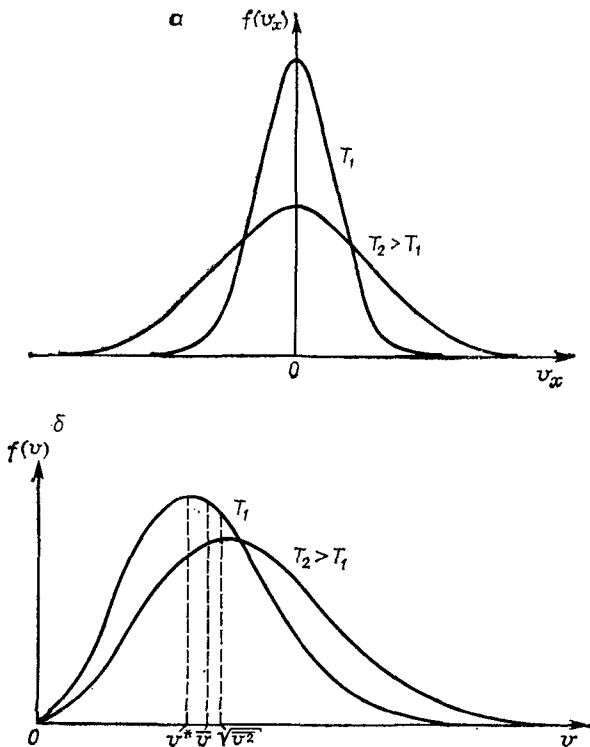 а
f(vₓ)
T₁
T₂ > T₁
0
vₓ
б
f(v)
T₁
T₂ > T₁
0
v* v̅ √v̅²
v